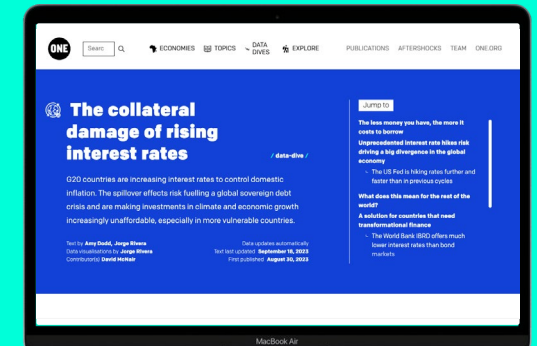 ONE
Searc
ECONOMIES
TOPICS
DATA
DIVES
EXPLORE
PUBLICATIONS
AFTERSHOCKS
TEAM
ONE.ORG
The collateral
damage of rising
interest rates
/ data-dive /
G20 countries are increasing interest rates to control domestic
inflation. The spillover effects risk fuelling a global sovereign debt
crisis and are making investments in climate and economic growth
increasingly unaffordable, especially in more vulnerable countries.
Text by Amy Dodd, Jorge Rivera
Data visualisations by Jorge Rivera
Contributor(s) David McNair
Data updates automatically
Text last updated September 18, 2023
First published August 30, 2023
Jump to
The less money you have, the more it
costs to borrow
Unprecedented interest rate hikes risk
driving a big divergence in the global
economy
The US Fed is hiking rates further and
faster than in previous cycles
What does this mean for the rest of the
world?
A solution for countries that need
transformational finance
The World Bank IBRD offers much
lower interest rates than bond
markets
MacBook Air